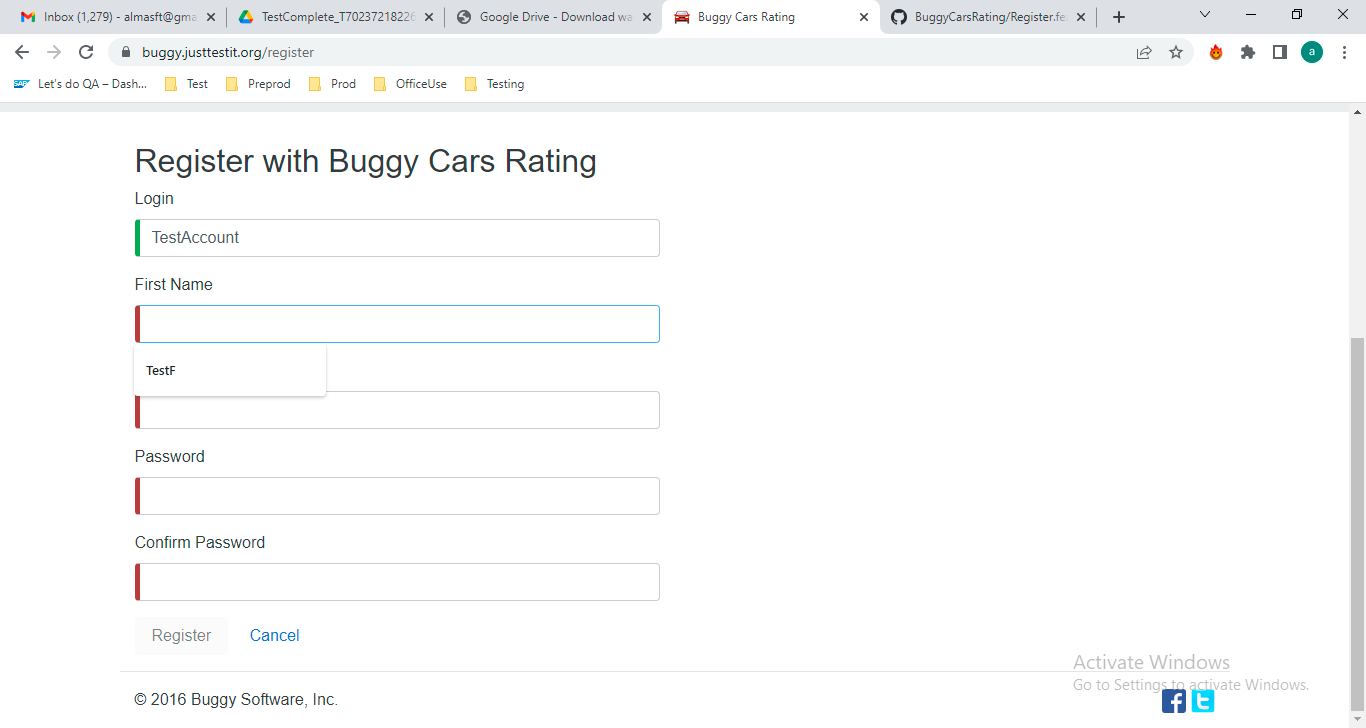 Inbox (1,279) - almasft@gma
TestComplete_T70237218226
Google Drive - Download wa
Buggy Cars Rating
BuggyCarsRating/Register.fe
buggy.justtestit.org/register
a
SAP
Let's do QA – Dash...
Test
Preprod
Prod
OfficeUse
Testing
Register with Buggy Cars Rating
Login
TestAccount
First Name
TestF
Password
Confirm Password
Register
Cancel
Activate Windows
Go to Settings to activate Windows.
© 2016 Buggy Software, Inc.